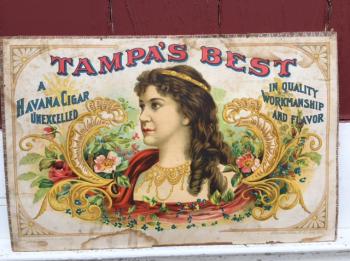 TAMPA'S BEST
A
HAVANA CIGAR
UNEXCELLED
IN QUALITY
WORKMANSHIP
AND FLAVOR